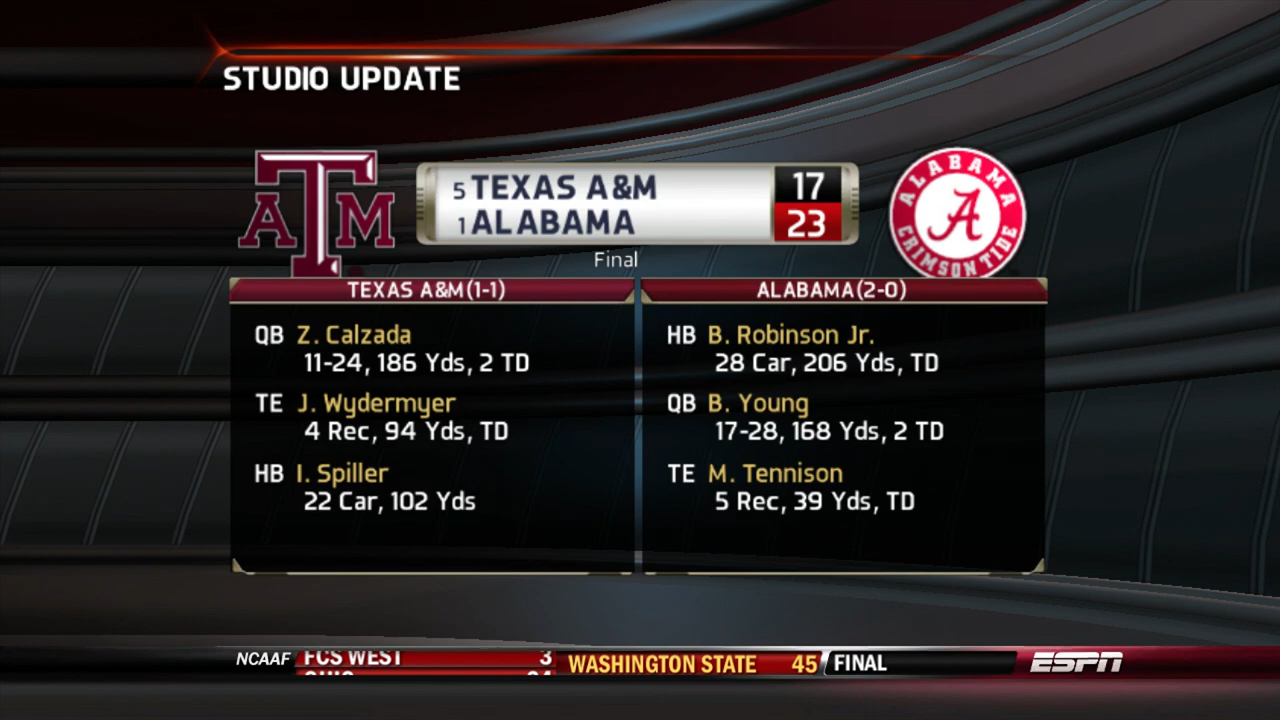 STUDIO UPDATE
A T M
5 TEXAS A&M 17
1 ALABAMA 23
ALABAMA A CRIMSON TIDE
Final
TEXAS A&M(1-1)
QB Z. Calzada
11-24, 186 Yds, 2 TD
TE J. Wydermyer
4 Rec, 94 Yds, TD
HB I. Spiller
22 Car, 102 Yds
ALABAMA(2-0)
HB B. Robinson Jr.
28 Car, 206 Yds, TD
QB B. Young
17-28, 168 Yds, 2 TD
TE M. Tennison
5 Rec, 39 Yds, TD
NCAAF FCS WEST 3 WASHINGTON STATE 45 FINAL ESPN